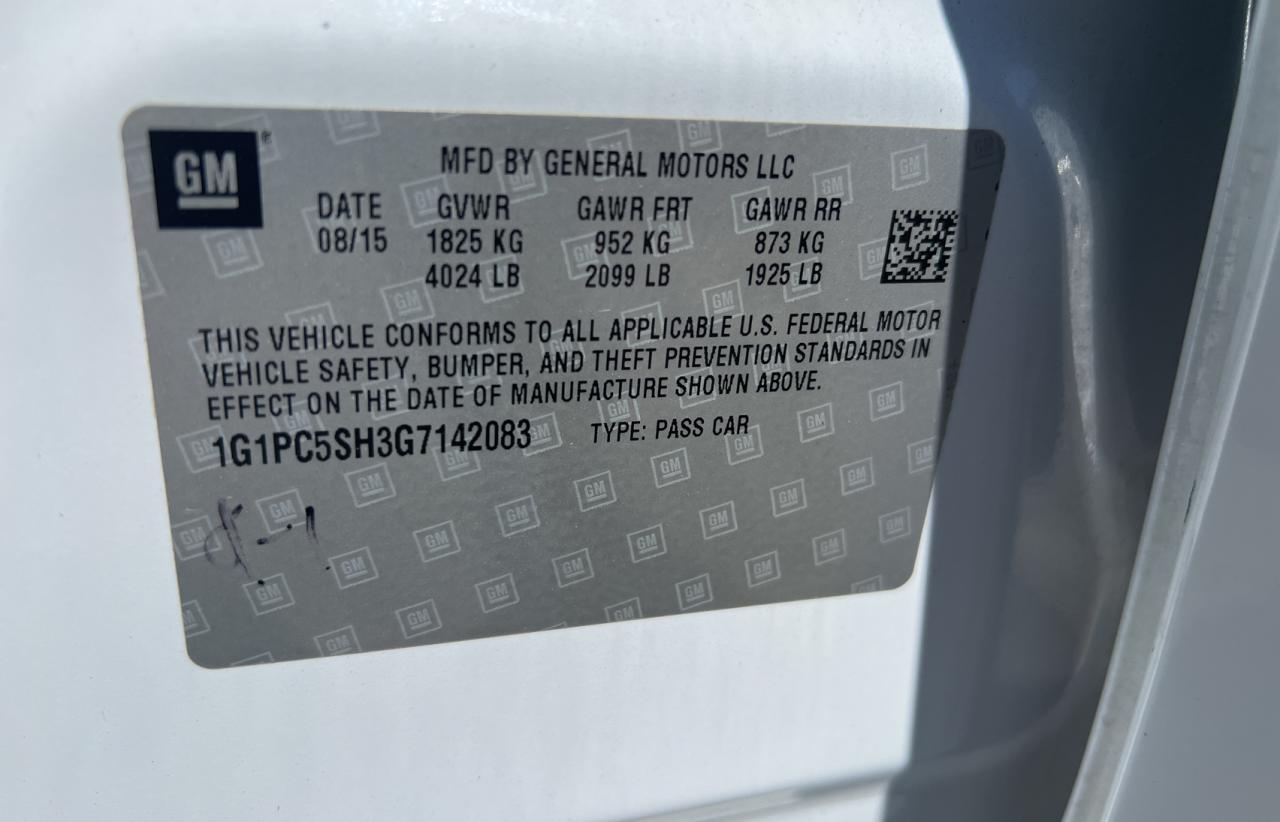 GM ®
MFD BY GENERAL MOTORS LLC
DATE GVWR GAWR FRT GAWR RR
08/15 1825 KG 952 KG 873 KG
4024 LB 2099 LB 1925 LB
THIS VEHICLE CONFORMS TO ALL APPLICABLE U.S. FEDERAL MOTOR
VEHICLE SAFETY, BUMPER, AND THEFT PREVENTION STANDARDS IN
EFFECT ON THE DATE OF MANUFACTURE SHOWN ABOVE.
1G1PC5SH3G7142083 TYPE: PASS CAR